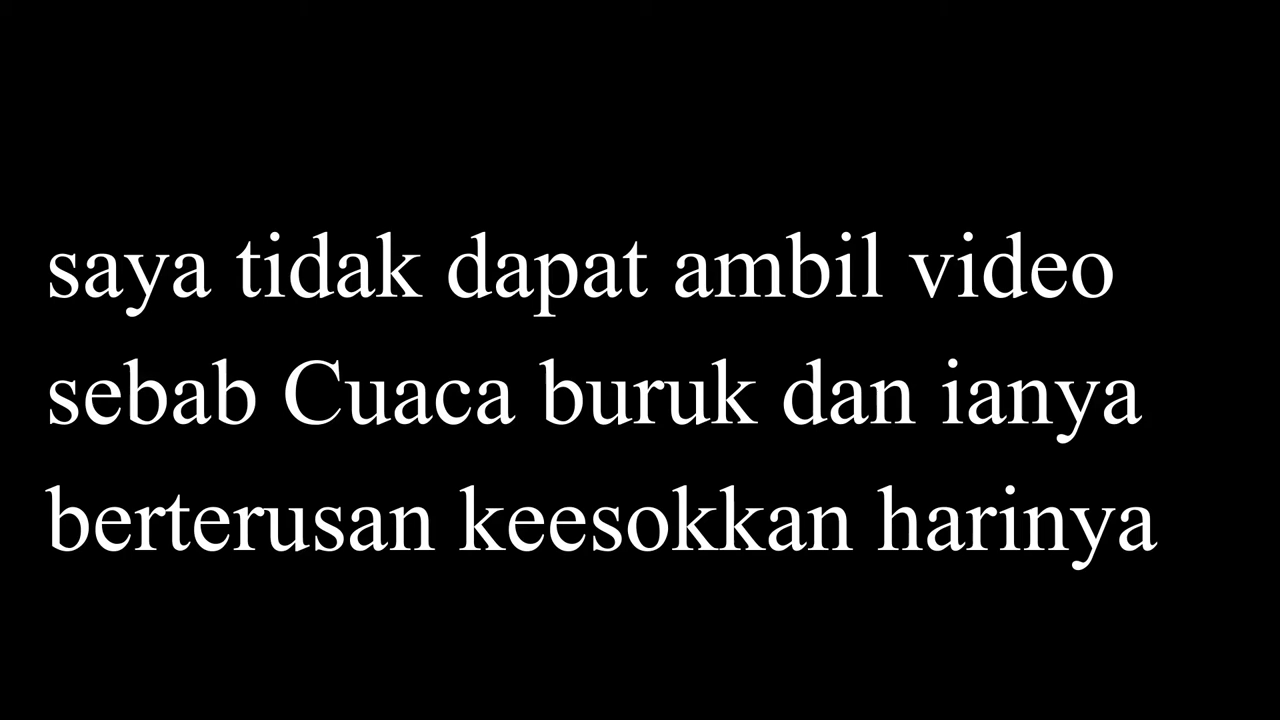 saya tidak dapat ambil video
sebab Cuaca buruk dan ianya
berterusan keesokkan harinya